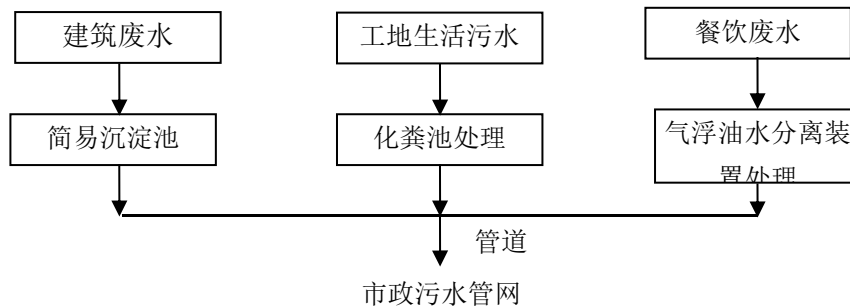 建筑废水
工地生活污水
餐饮废水
简易沉淀池
化粪池处理
气浮油水分离装
置处理
管道
市政污水管网